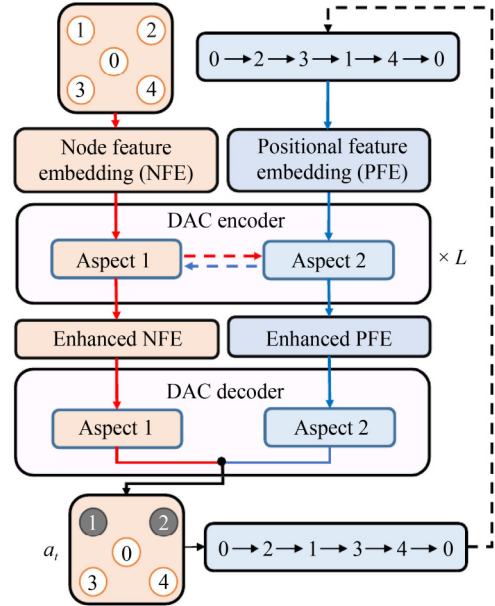 1 2
0
3 4
0 → 2 → 3 → 1 → 4 → 0
Node feature
embedding (NFE)
Positional feature
embedding (PFE)
DAC encoder
Aspect 1
Aspect 2
× L
Enhanced NFE
Enhanced PFE
DAC decoder
Aspect 1
Aspect 2
a_t
1 2
0
3 4
0 → 2 → 1 → 3 → 4 → 0